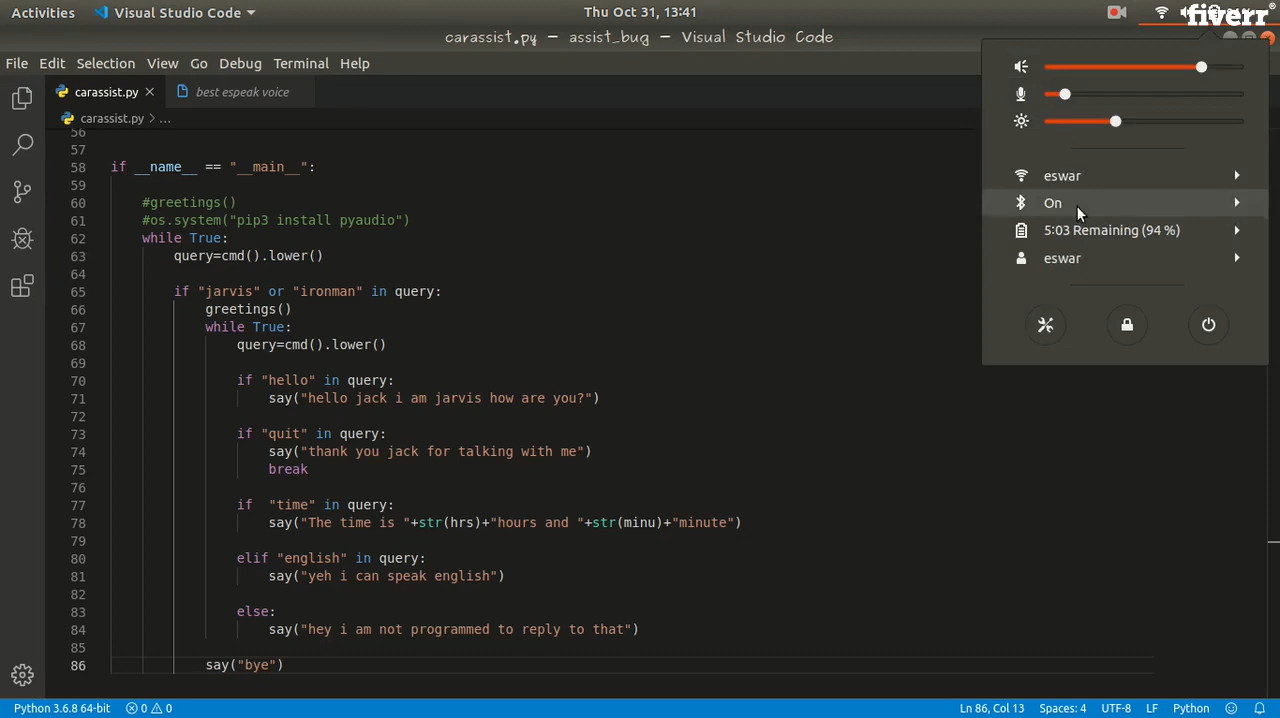 Activities Visual Studio Code Thu Oct 31, 13:41 fiverr®
carassist.py — assist_bug — Visual Studio Code
File Edit Selection View Go Debug Terminal Help
carassist.py best espeak voice
carassist.py > ...
56
57
58 if __name__ == "__main__":
59
60 #greetings()
61 #os.system("pip3 install pyaudio")
62 while True:
63 query=cmd().lower()
64
65 if "jarvis" or "ironman" in query:
66 greetings()
67 while True:
68 query=cmd().lower()
69
70 if "hello" in query:
71 say("hello jack i am jarvis how are you?")
72
73 if "quit" in query:
74 say("thank you jack for talking with me")
75 break
76
77 if "time" in query:
78 say("The time is "+str(hrs)+"hours and "+str(minu)+"minute")
79
80 elif "english" in query:
81 say("yeh i can speak english")
82
83 else:
84 say("hey i am not programmed to reply to that")
85
86 say("bye")
eswar
On
5:03 Remaining (94 %)
eswar
Python 3.6.8 64-bit 0 0 Ln 86, Col 13 Spaces: 4 UTF-8 LF Python